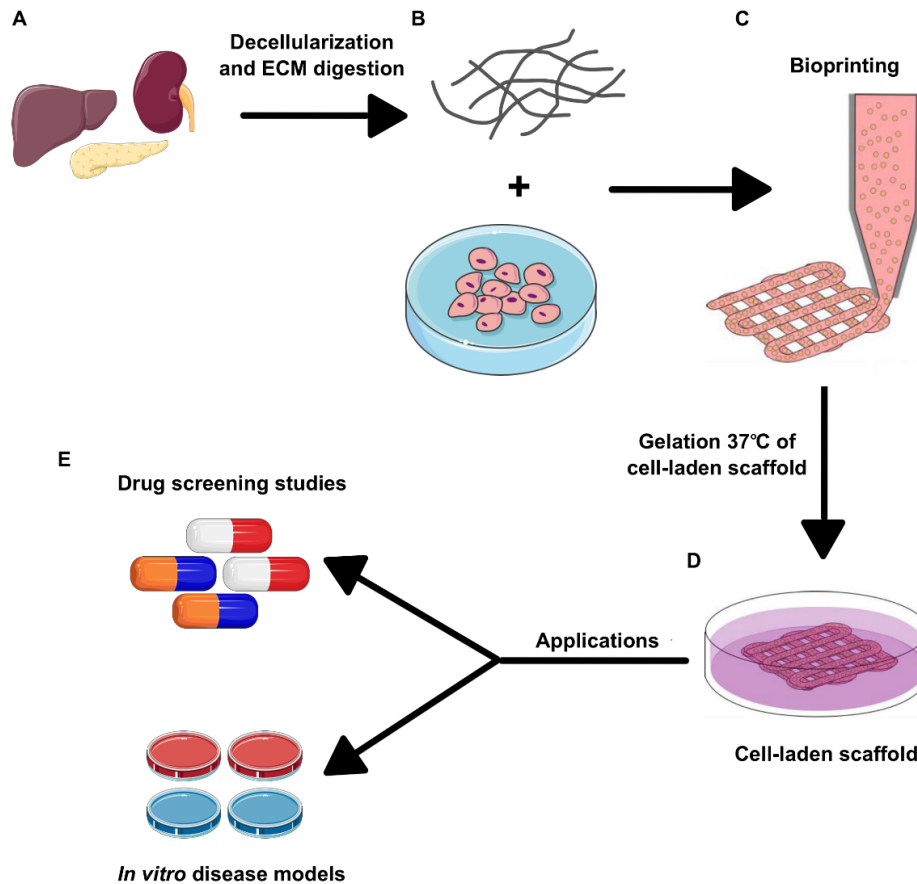 A
Decellularization
and ECM digestion
B
+
C
Bioprinting
Gelation 37°C of
cell-laden scaffold
D
Cell-laden scaffold
Applications
E
Drug screening studies
In vitro disease models